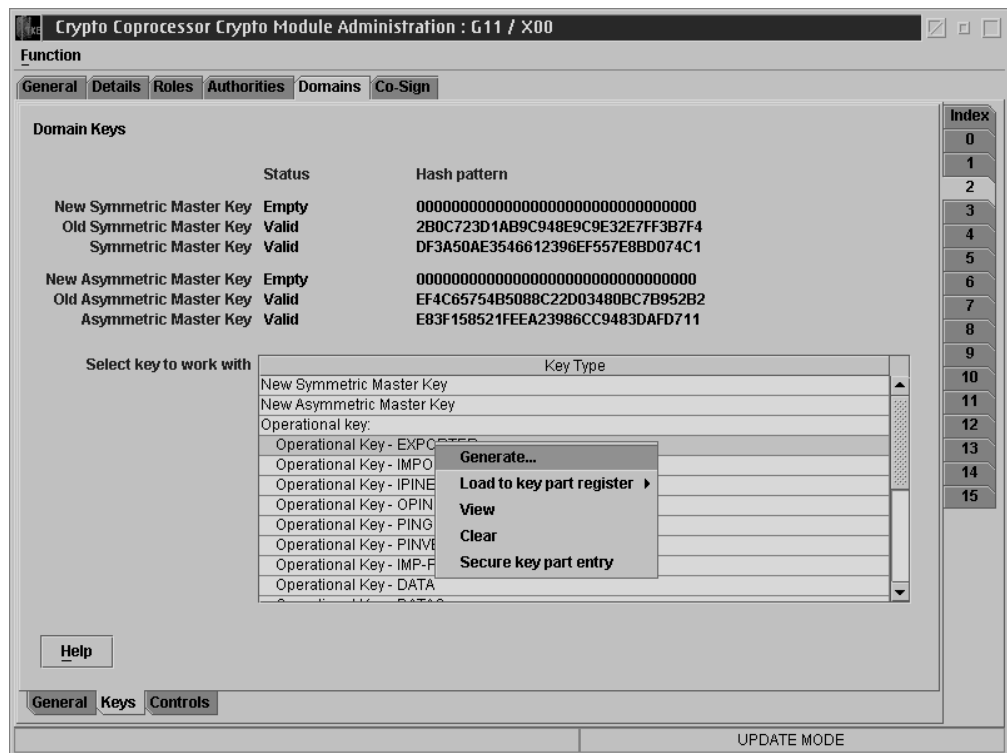 Crypto Coprocessor Crypto Module Administration : G11 / X00
Function
General Details Roles Authorities Domains Co-Sign
Index
0
1
2
3
4
5
6
7
8
9
10
11
12
13
14
15
Domain Keys
Status Hash pattern
New Symmetric Master Key Empty 00000000000000000000000000000000
Old Symmetric Master Key Valid 2B0C723D1AB9C948E9C9E32E7FF3B7F4
Symmetric Master Key Valid DF3A50AE3546612396EF557E8BD074C1
New Asymmetric Master Key Empty 00000000000000000000000000000000
Old Asymmetric Master Key Valid EF4C65754B5088C22D03480BC7B952B2
Asymmetric Master Key Valid E83F158521FEEA23986CC9483DAFD711
Select key to work with
Key Type
New Symmetric Master Key
New Asymmetric Master Key
Operational key:
Operational Key - EXPORTER
Operational Key - IMPO
Operational Key - IPINE
Operational Key - OPIN
Operational Key - PING
Operational Key - PINVE
Operational Key - IMP-F
Operational Key - DATA
Generate...
Load to key part register
View
Clear
Secure key part entry
Help
General Keys Controls
UPDATE MODE